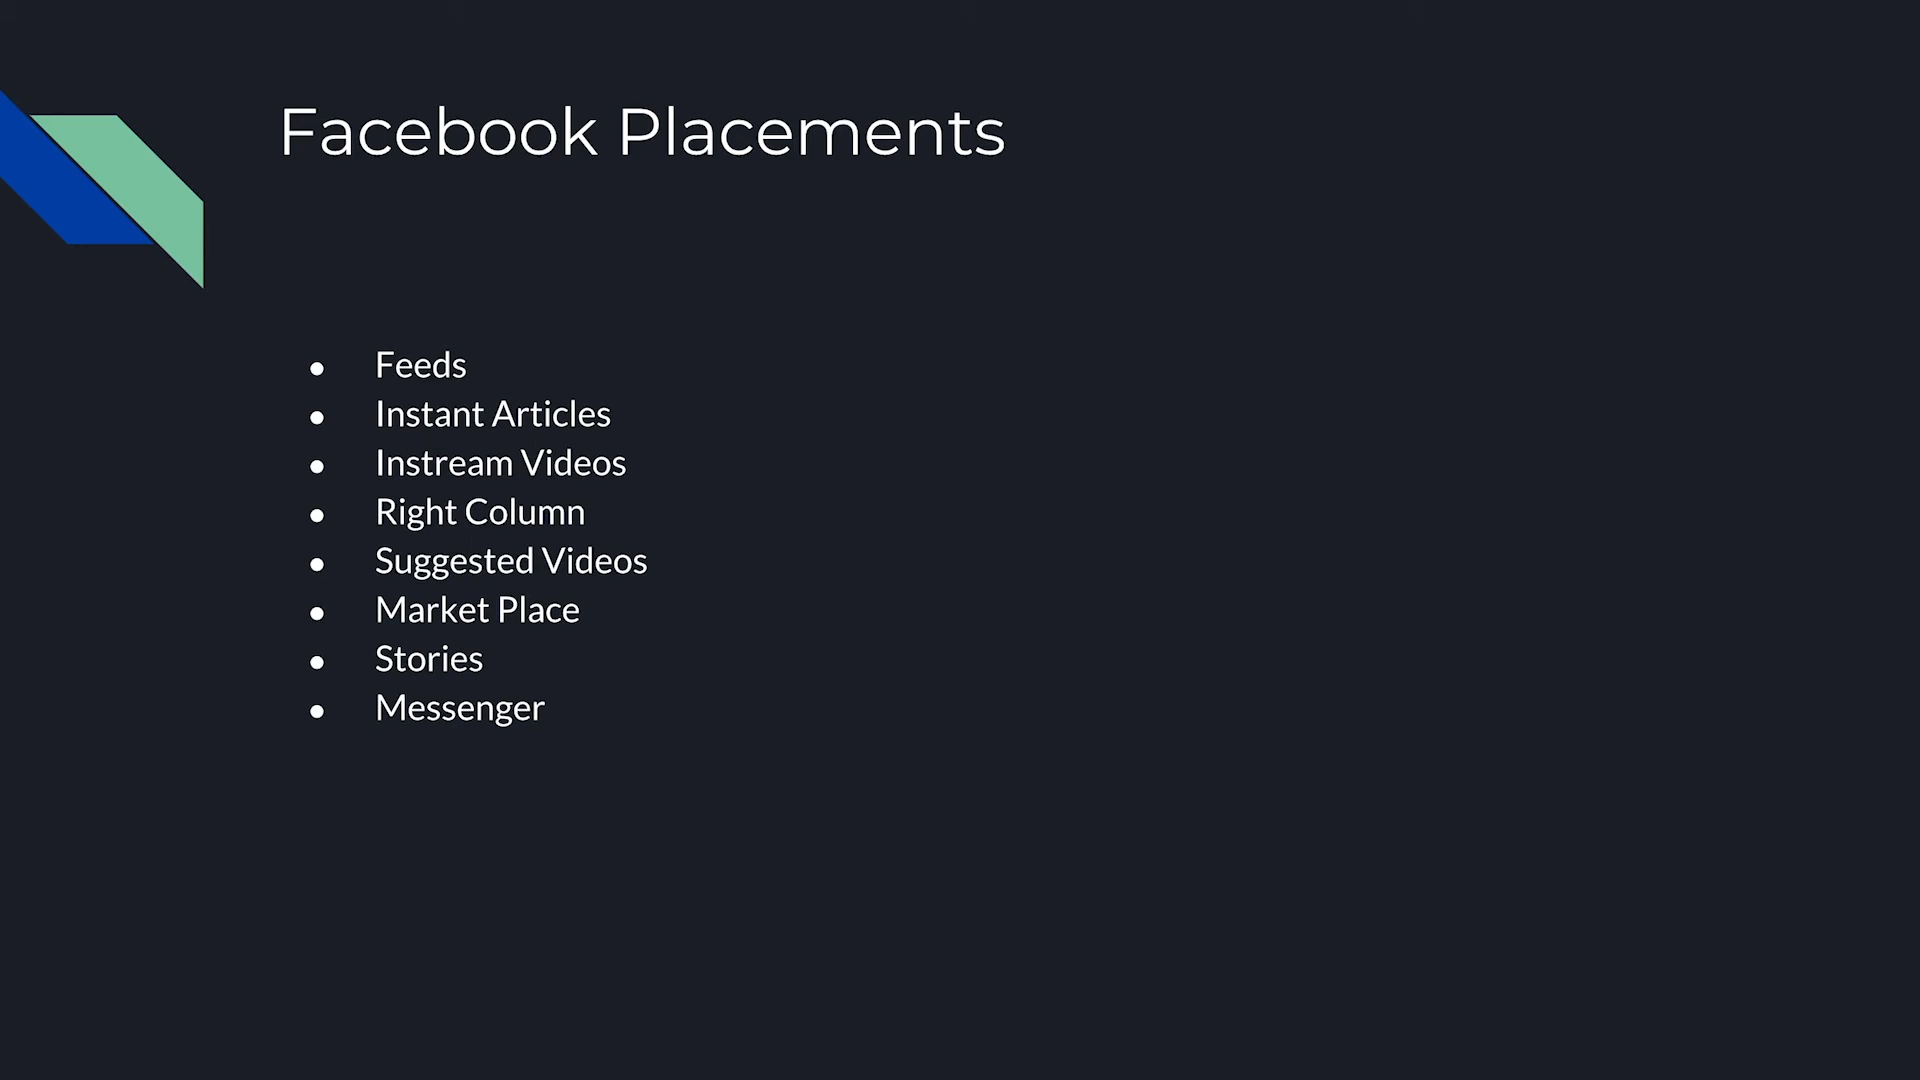 Facebook Placements
● Feeds
● Instant Articles
● Instream Videos
● Right Column
● Suggested Videos
● Market Place
● Stories
● Messenger